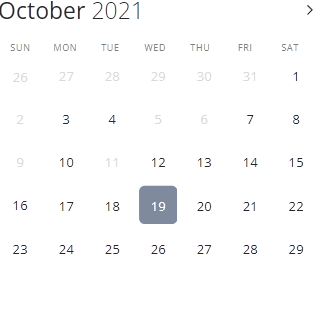 October 2021
SUN MON TUE WED THU FRI SAT
26 27 28 29 30 31 1
2 3 4 5 6 7 8
9 10 11 12 13 14 15
16 17 18 19 20 21 22
23 24 25 26 27 28 29